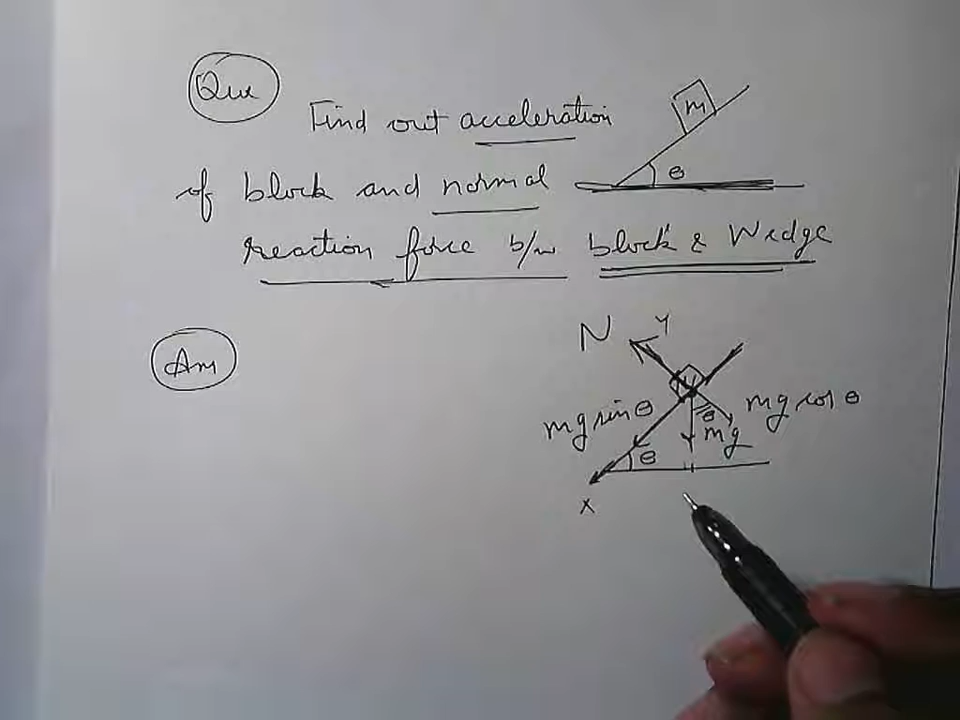 Que
Find out acceleration
m
of block and normal
θ
reaction force b/w block & Wedge
Ans
N
Y
mg sinθ
mg cosθ
θ
mg
θ
X